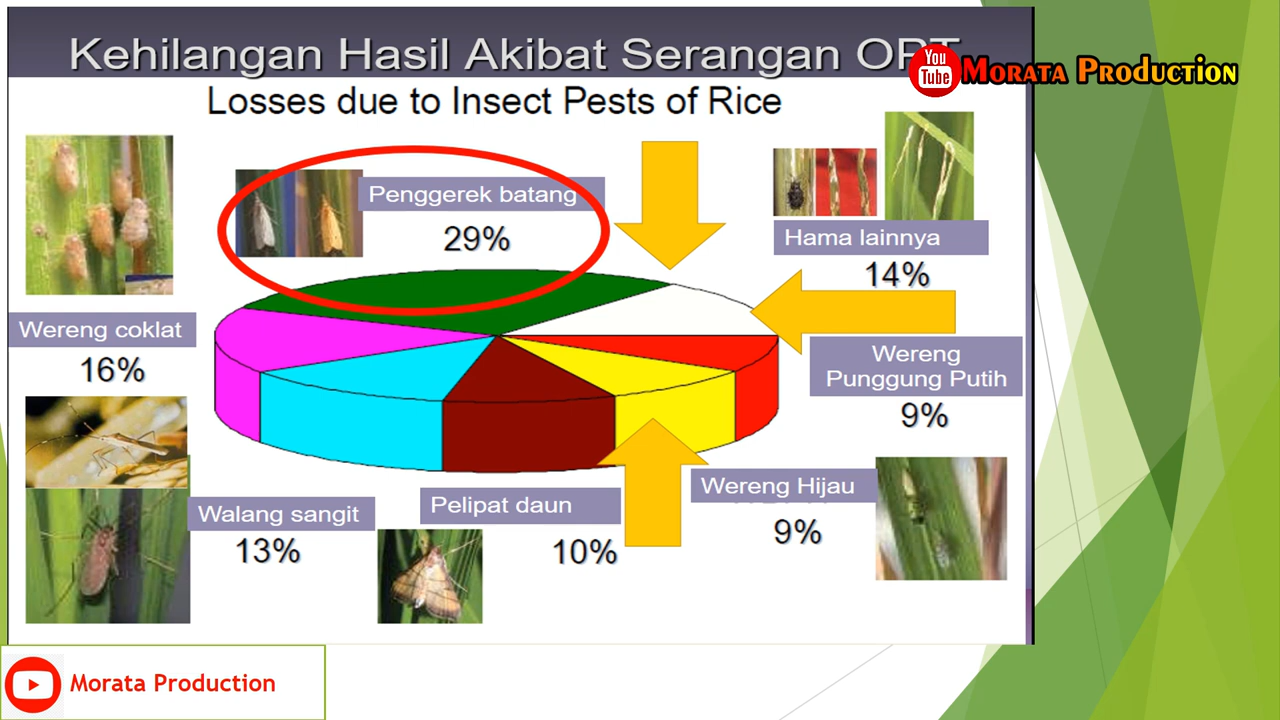 Kehilangan Hasil Akibat Serangan OPT
You
Tube
Morata Production
Losses due to Insect Pests of Rice
Penggerek batang
29%
Hama lainnya
14%
Wereng coklat
16%
Wereng
Punggung Putih
9%
Wereng Hijau
9%
Pelipat daun
10%
Walang sangit
13%
Morata Production